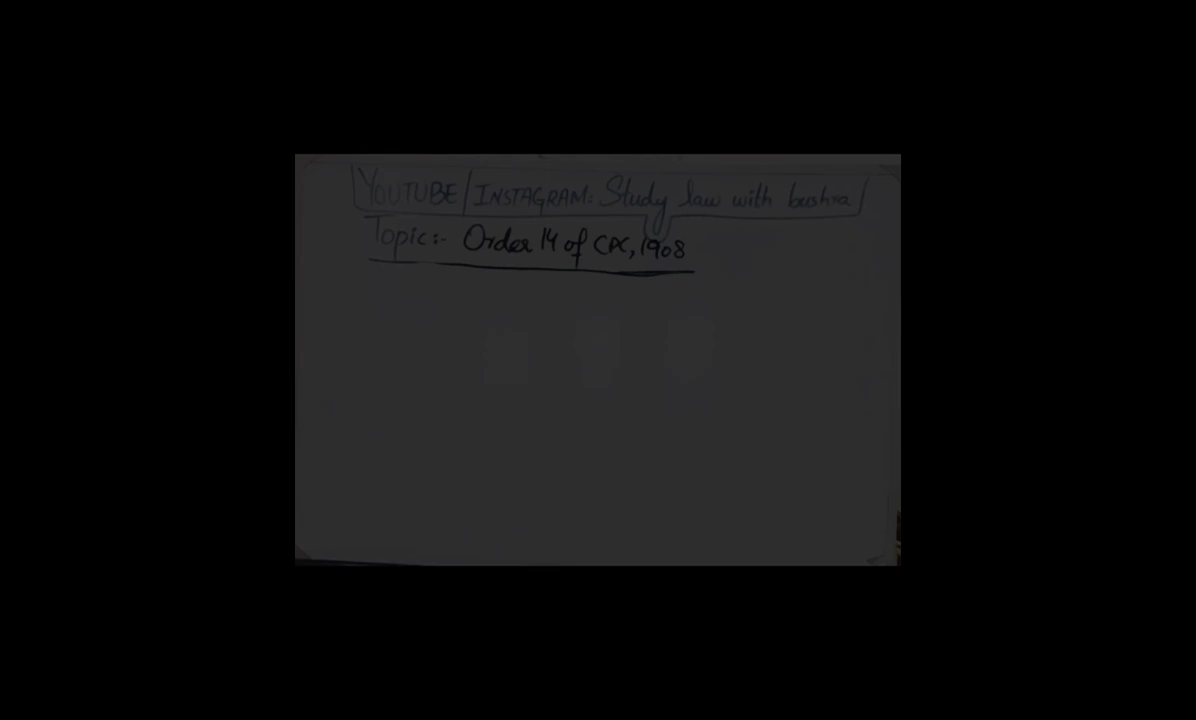 YOUTUBE/INSTAGRAM: Study law with bushra
Topic:- Order 14 of CPC, 1908